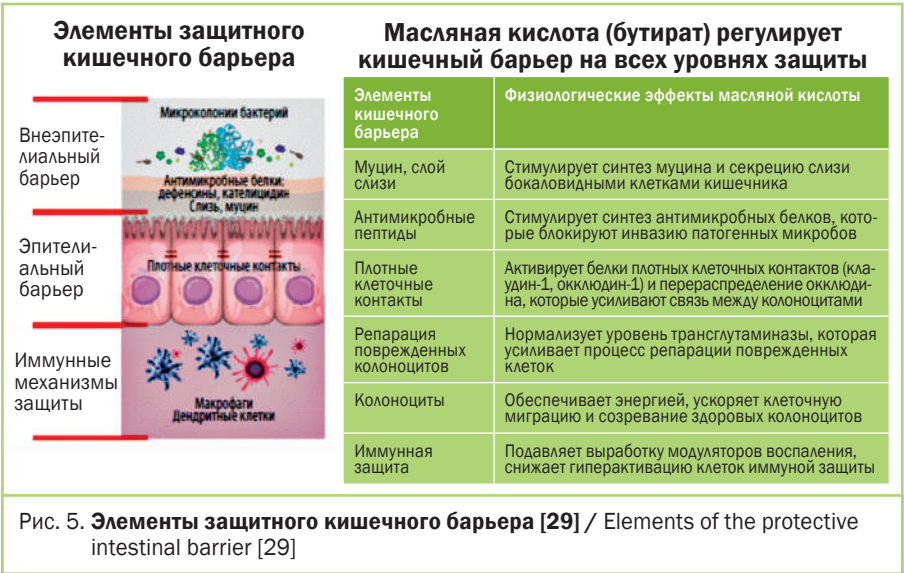 Элементы защитного
кишечного барьера
Внеэпите-
лиальный
барьер
Эпители-
альный
барьер
Иммунные
механизмы
защиты
Микроколонии бактерий
Антимикробные белки:
дефенсины, кателицидин
Слизь, муцин
Плотные клеточные контакты
Макрофаги
Дендритные клетки
Масляная кислота (бутират) регулирует
кишечный барьер на всех уровнях защиты
Элементы
кишечного
барьера
Физиологические эффекты масляной кислоты
Муцин, слой
слизи
Стимулирует синтез муцина и секрецию слизи
бокаловидными клетками кишечника
Антимикробные
пептиды
Стимулирует синтез антимикробных белков, кото-
рые блокируют инвазию патогенных микробов
Плотные
клеточные
контакты
Активирует белки плотных клеточных контактов (кла-
удин-1, окклюдин-1) и перераспределение окклюди-
на, которые усиливают связь между колоноцитами
Репарация
поврежденных
колоноцитов
Нормализует уровень трансглутаминазы, которая
усиливает процесс репарации поврежденных
клеток
Колоноциты
Обеспечивает энергией, ускоряет клеточную
миграцию и созревание здоровых колоноцитов
Иммунная
защита
Подавляет выработку модуляторов воспаления,
снижает гиперактивацию клеток иммуной защиты
Рис. 5. Элементы защитного кишечного барьера [29] / Elements of the protective
intestinal barrier [29]